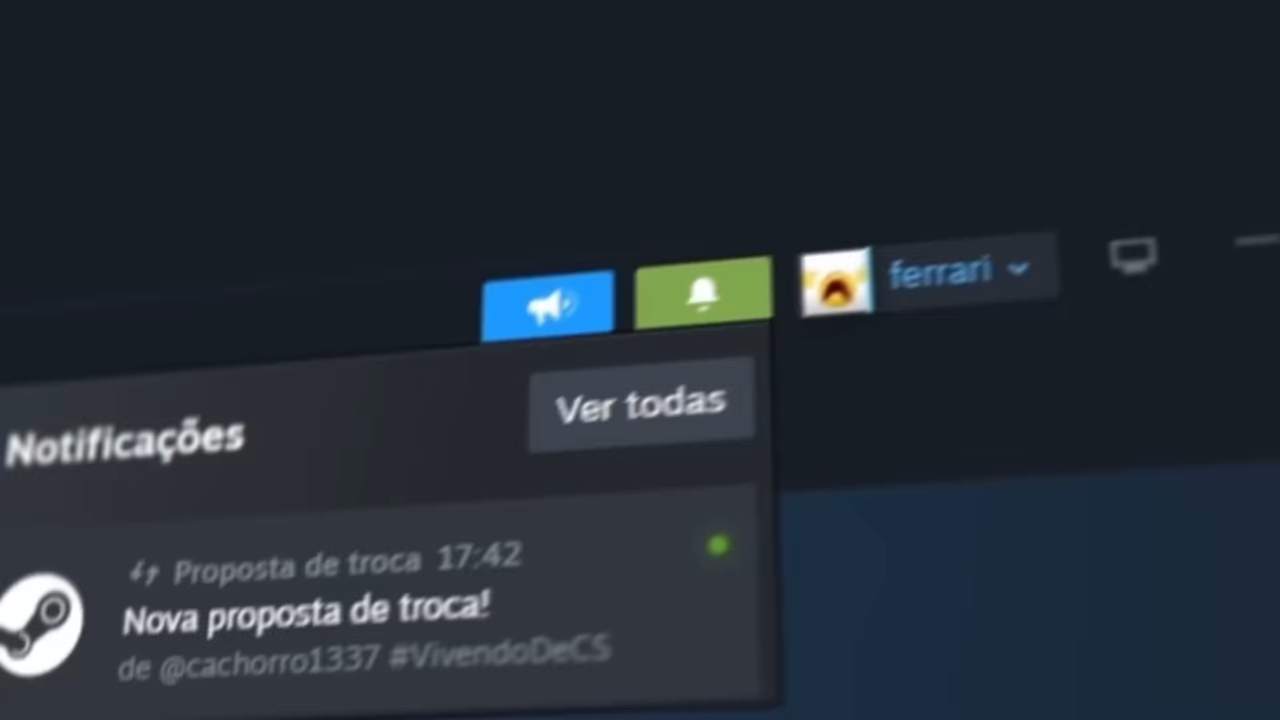 ferrari
Notificações
Ver todas
Proposta de troca 17:42
Nova proposta de troca!
de @cachorro1337 #VivendoDeCS